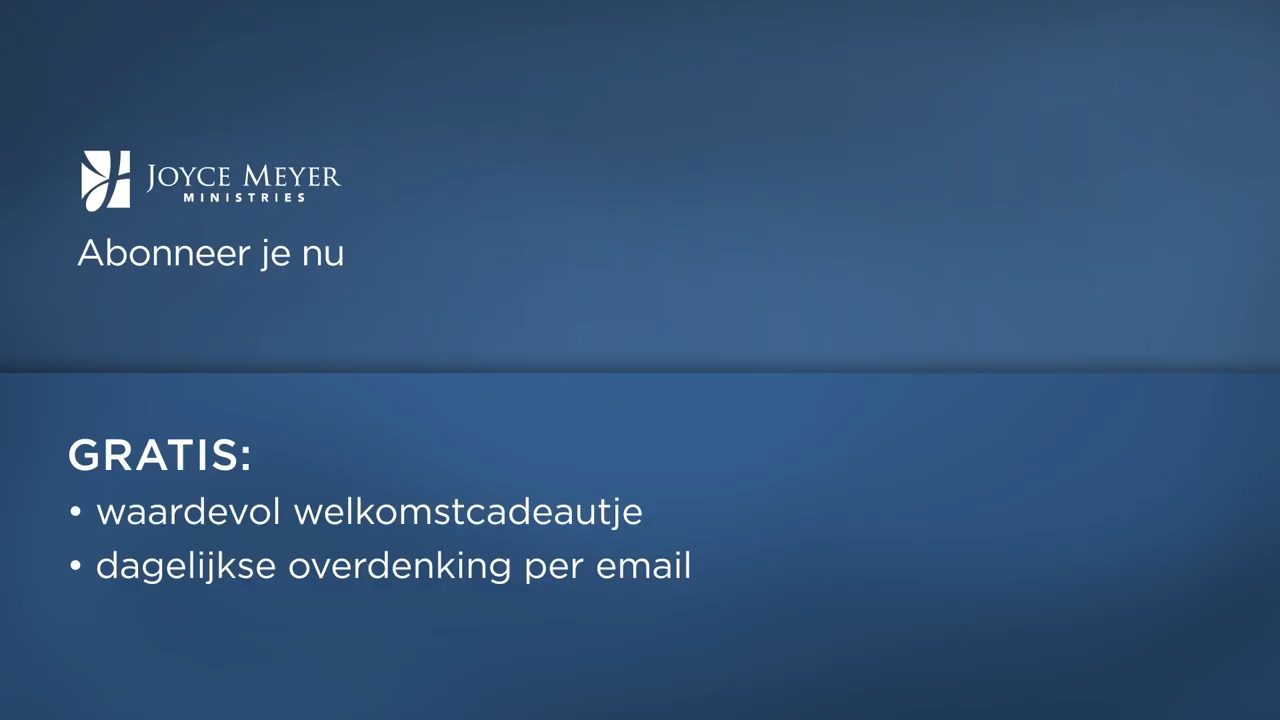 JOYCE MEYER
MINISTRIES
Abonneer je nu
GRATIS:
• waardevol welkomstcadeautje
• dagelijkse overdenking per email